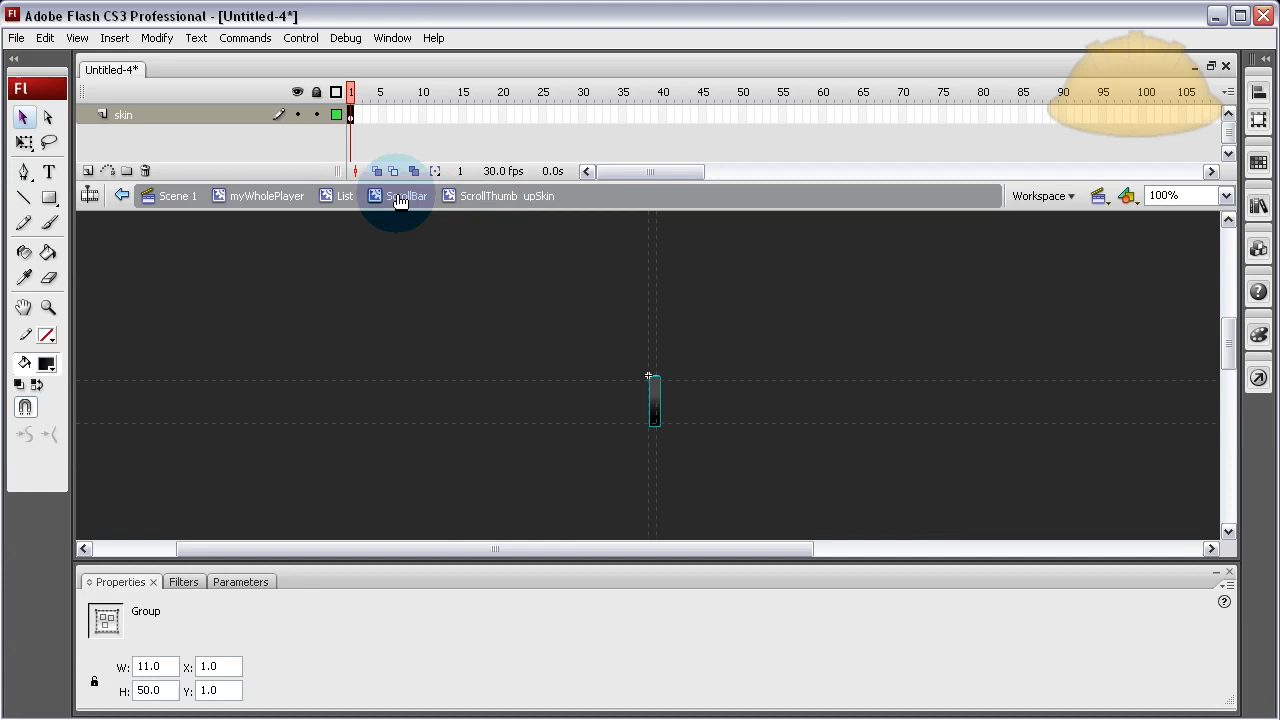 Fl Adobe Flash CS3 Professional - [Untitled-4*]
File Edit View Insert Modify Text Commands Control Debug Window Help
Fl
Untitled-4*
1 5 10 15 20 25 30 35 40 45 50 55 60 65 70 75 80 85 90 95 100 105
skin
1 30.0 fps 0.0s
Scene 1 myWholePlayer List ScrollBar ScrollThumb_upSkin Workspace 100%
Properties Filters Parameters
Group
W: 11.0 X: 1.0
H: 50.0 Y: 1.0